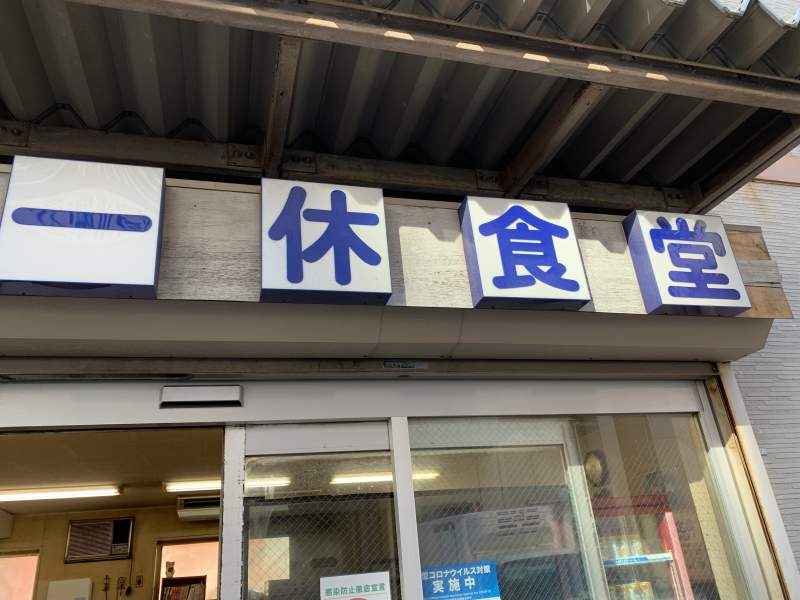 一休食堂
感染防止徹底宣言
型コロナウイルス対策
実施中